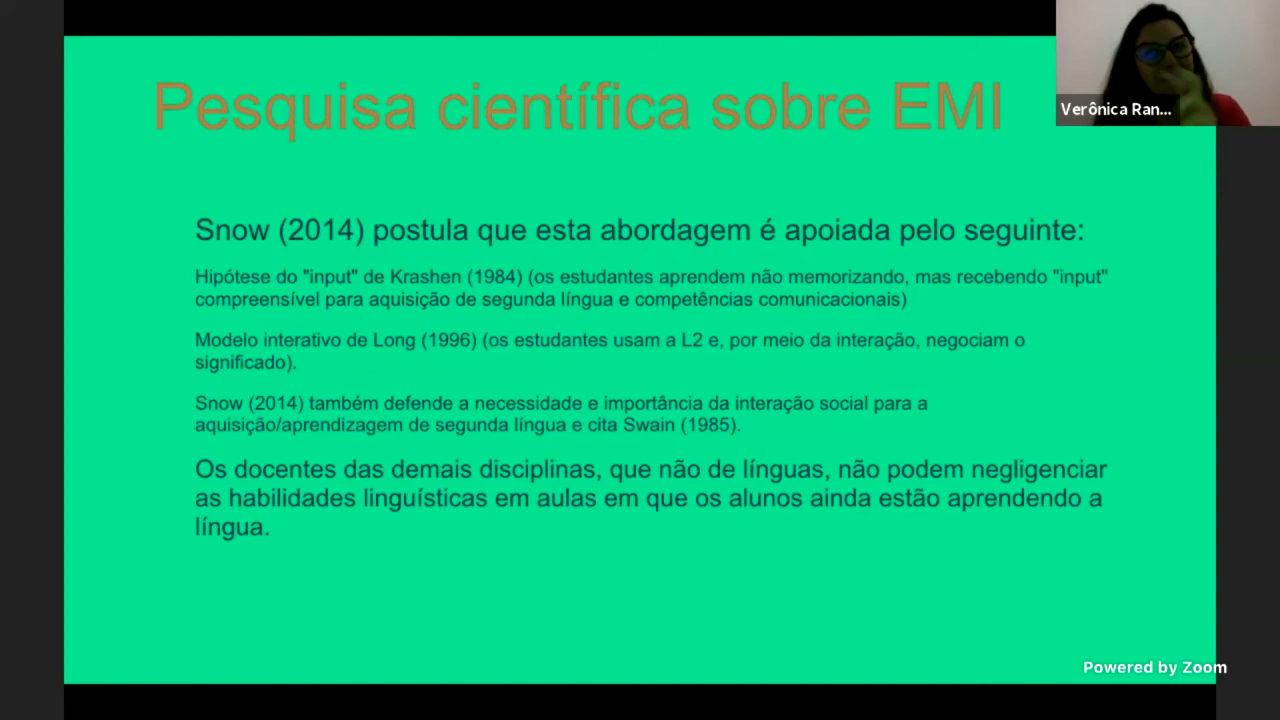 Pesquisa científica sobre EMI
Verônica Ran...
Snow (2014) postula que esta abordagem é apoiada pelo seguinte:
Hipótese do "input" de Krashen (1984) (os estudantes aprendem não memorizando, mas recebendo "input"
compreensível para aquisição de segunda língua e competências comunicacionais)
Modelo interativo de Long (1996) (os estudantes usam a L2 e, por meio da interação, negociam o
significado).
Snow (2014) também defende a necessidade e importância da interação social para a
aquisição/aprendizagem de segunda língua e cita Swain (1985).
Os docentes das demais disciplinas, que não de línguas, não podem negligenciar
as habilidades linguísticas em aulas em que os alunos ainda estão aprendendo a
língua.
Powered by Zoom